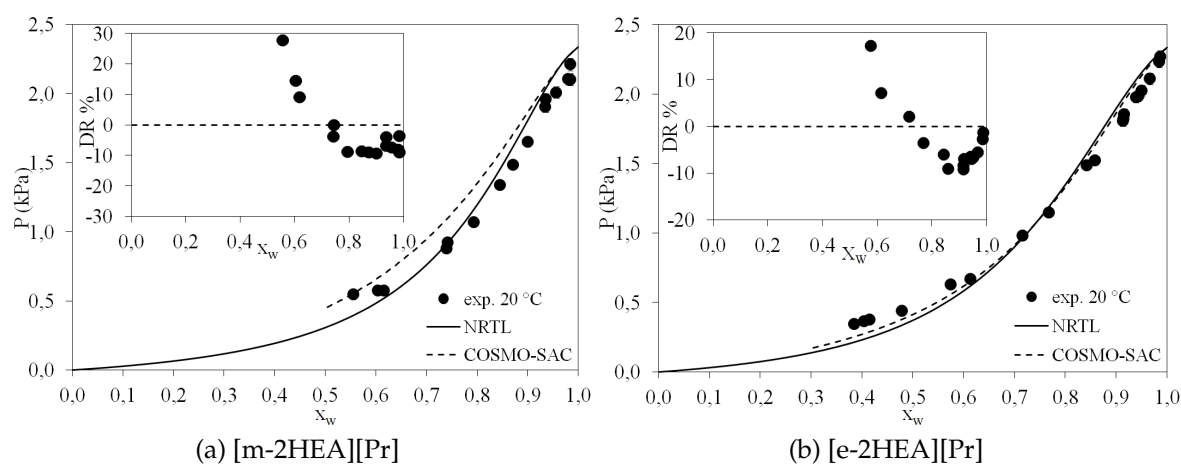 2,5
2,0
1,5
1,0
0,5
0,0
P (kPa)
0,0 0,1 0,2 0,3 0,4 0,5 0,6 0,7 0,8 0,9 1,0
x_w
30
20
10
0
-10
-20
-30
DR %
0,0 0,2 0,4 0,6 0,8 1,0
x_w
exp. 20 °C
NRTL
COSMO-SAC
(a) [m-2HEA][Pr]
2,5
2,0
1,5
1,0
0,5
0,0
P (kPa)
0,0 0,1 0,2 0,3 0,4 0,5 0,6 0,7 0,8 0,9 1,0
x_w
20
10
0
-10
-20
DR %
0,0 0,2 0,4 0,6 0,8 1,0
x_w
exp. 20 °C
NRTL
COSMO-SAC
(b) [e-2HEA][Pr]